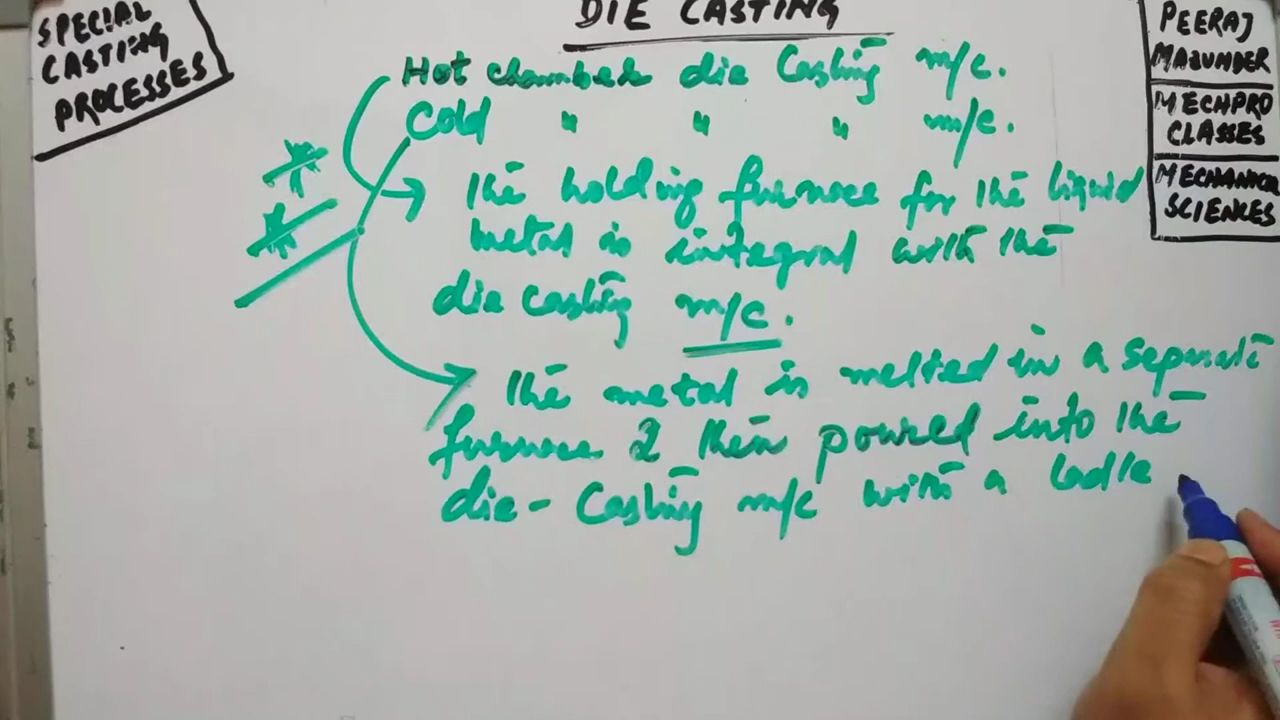 SPECIAL
CASTING
PROCESSES
DIE CASTING
PEERAJ
MAZUMDER
MECHPRO
CLASSES
MECHANICAL
SCIENCES
Hot chamber die Casting m/c.
Cold " " " m/c.
The holding furnace for the liquid
metal is integral with the
die casting m/c.
The metal is melted in a separate
furnace & then poured into the
die-Casting m/c with a ladle